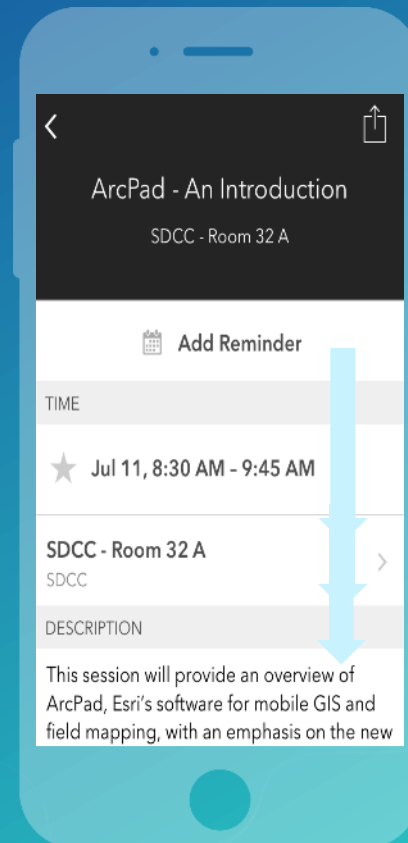 ArcPad - An Introduction
SDCC - Room 32 A
Add Reminder
TIME
Jul 11, 8:30 AM - 9:45 AM
SDCC - Room 32 A
SDCC
DESCRIPTION
This session will provide an overview of
ArcPad, Esri's software for mobile GIS and
field mapping, with an emphasis on the new